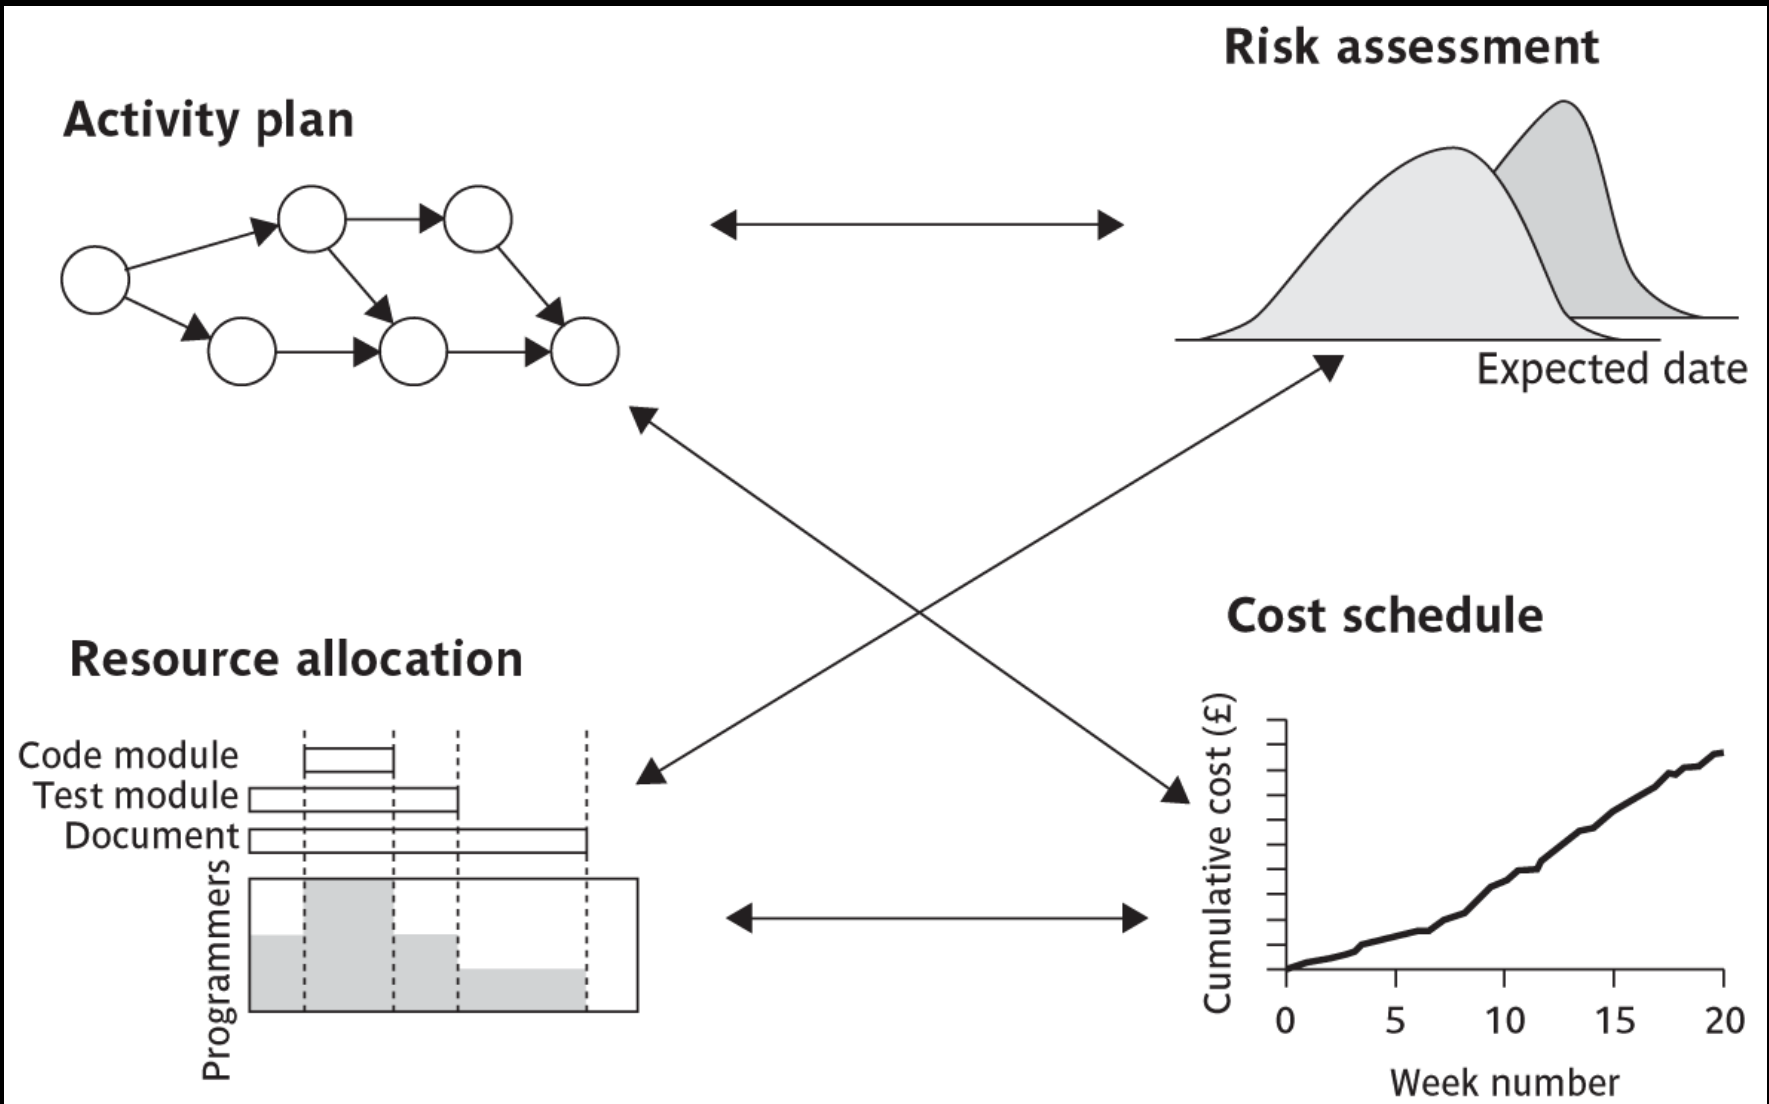 Risk assessment
Activity plan
Expected date
Resource allocation
Code module
Test module
Document
Programmers
Cost schedule
Cumulative cost (£)
0 5 10 15 20
Week number